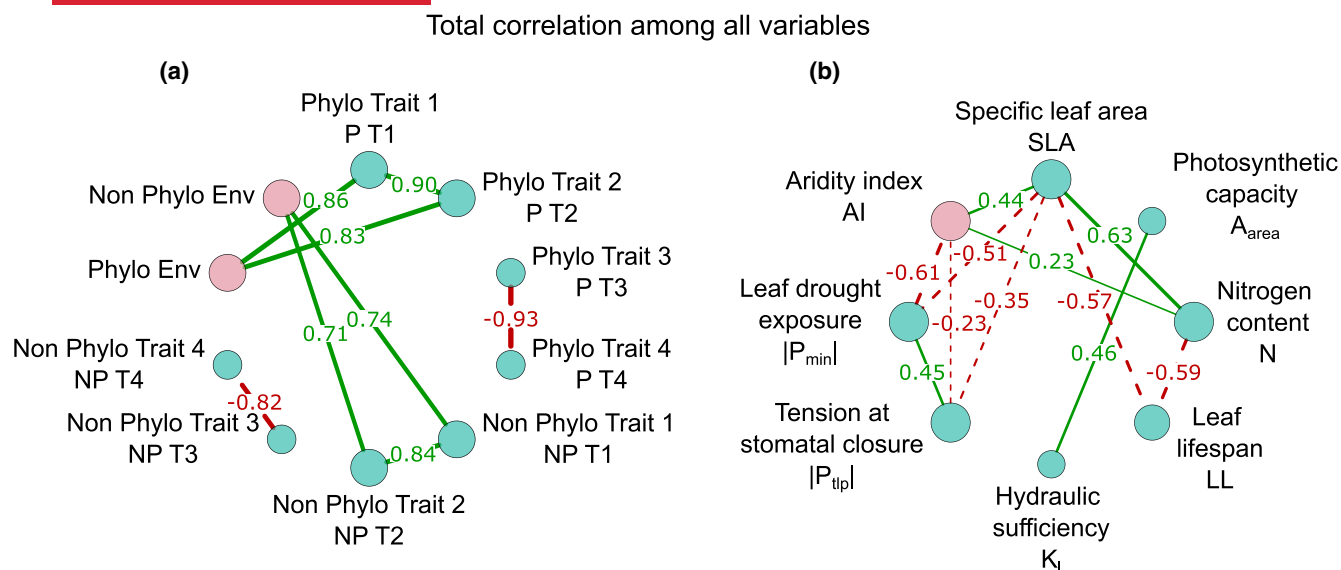 Total correlation among all variables
(a)
Phylo Trait 1
P T1
Non Phylo Env
Phylo Trait 2
P T2
Phylo Env
Phylo Trait 3
P T3
Phylo Trait 4
P T4
Non Phylo Trait 4
NP T4
Non Phylo Trait 3
NP T3
Non Phylo Trait 1
NP T1
Non Phylo Trait 2
NP T2
0.86
0.90
0.83
0.71
0.74
-0.93
-0.82
0.84
(b)
Specific leaf area
SLA
Photosynthetic
capacity
A_area
Aridity index
AI
Leaf drought
exposure
|P_min|
Nitrogen
content
N
Tension at
stomatal closure
|P_tlp|
Leaf
lifespan
LL
Hydraulic
sufficiency
K_L
0.44
0.63
-0.61
-0.51
0.23
-0.23
-0.35
-0.57
0.46
0.45
-0.59